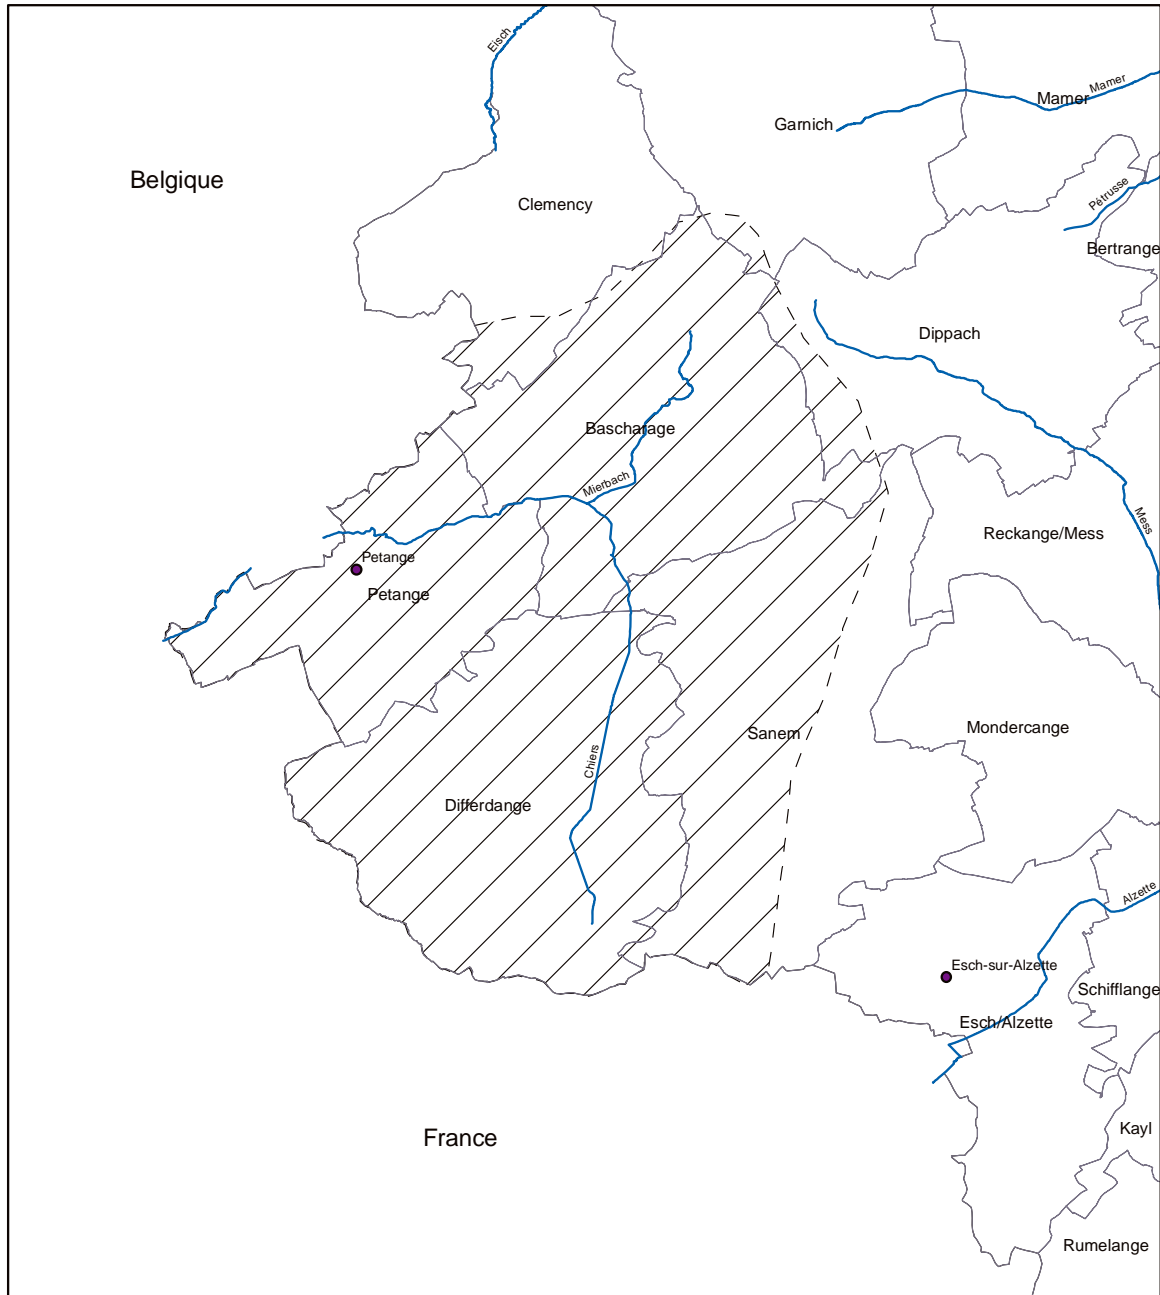 Eisch
Mamer
Mamer
Garnich
Belgique
Pétrusse
Clemency
Bertrange
Dippach
Bascharage
Mierbach
Mess
Reckange/Mess
Petange
Petange
Mondercange
Sanem
Chiers
Differdange
Alzette
Esch-sur-Alzette
Schifflange
Esch/Alzette
Kayl
France
Rumelange